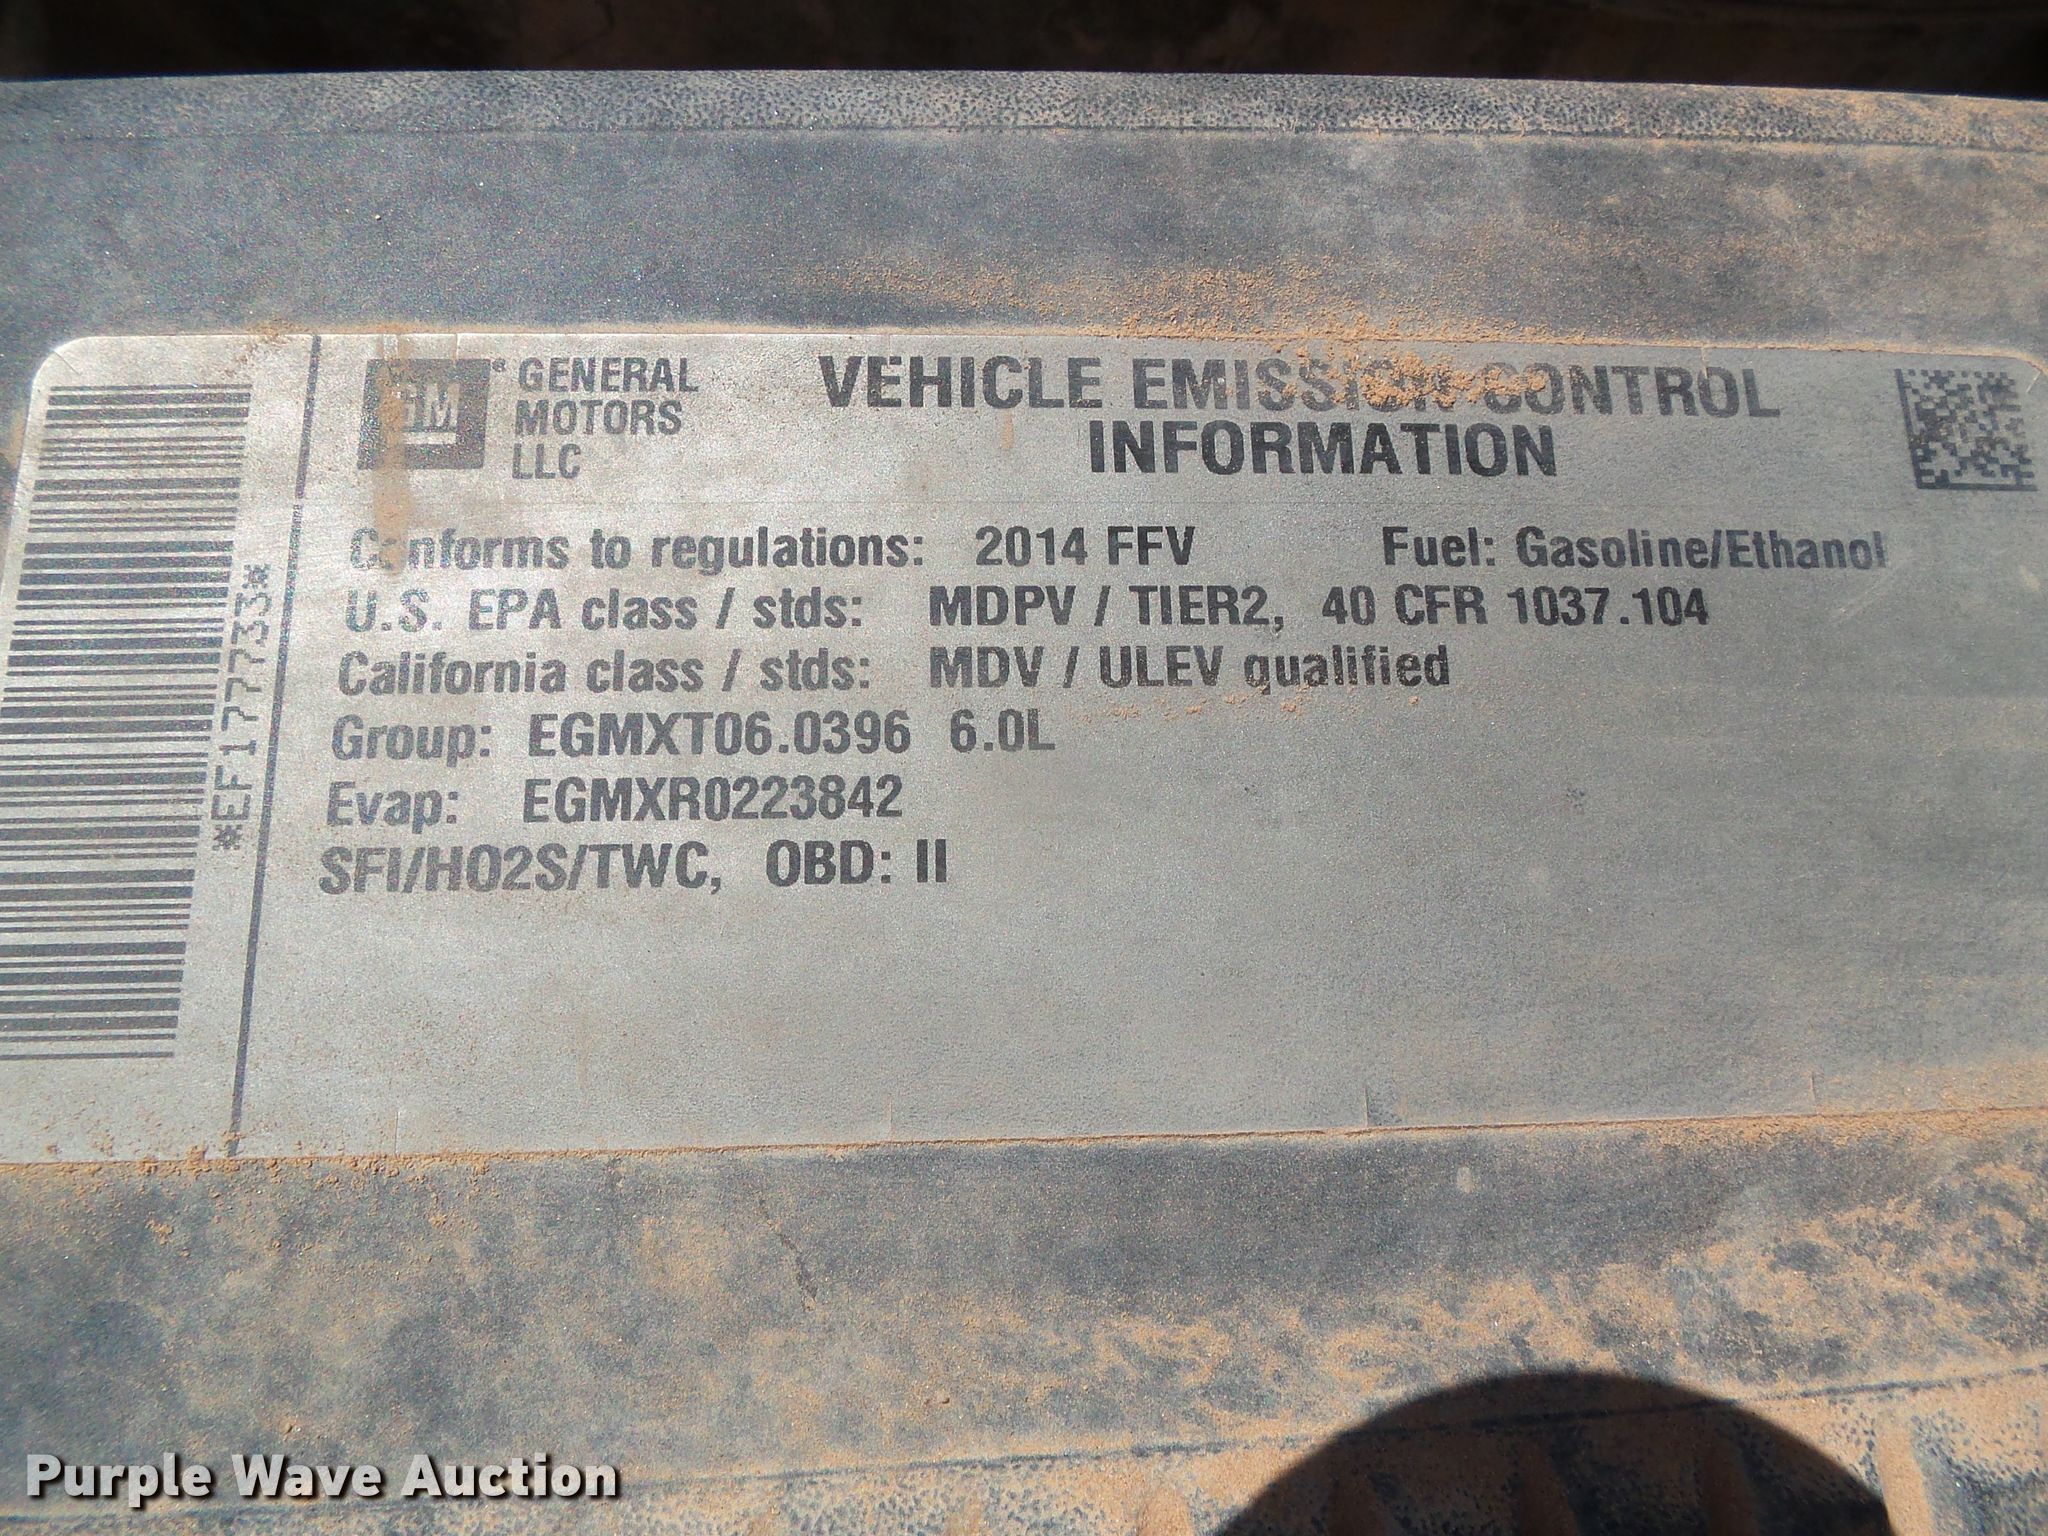 GM
GENERAL
MOTORS
LLC
VEHICLE EMISSION CONTROL
INFORMATION
Conforms to regulations: 2014 FFV Fuel: Gasoline/Ethanol
U.S. EPA class / stds: MDPV / TIER2, 40 CFR 1037.104
California class / stds: MDV / ULEV qualified
Group: EGMXT06.0396 6.0L
Evap: EGMXR0223842
SFI/HO2S/TWC, OBD: II
*EF177733*
Purple Wave Auction